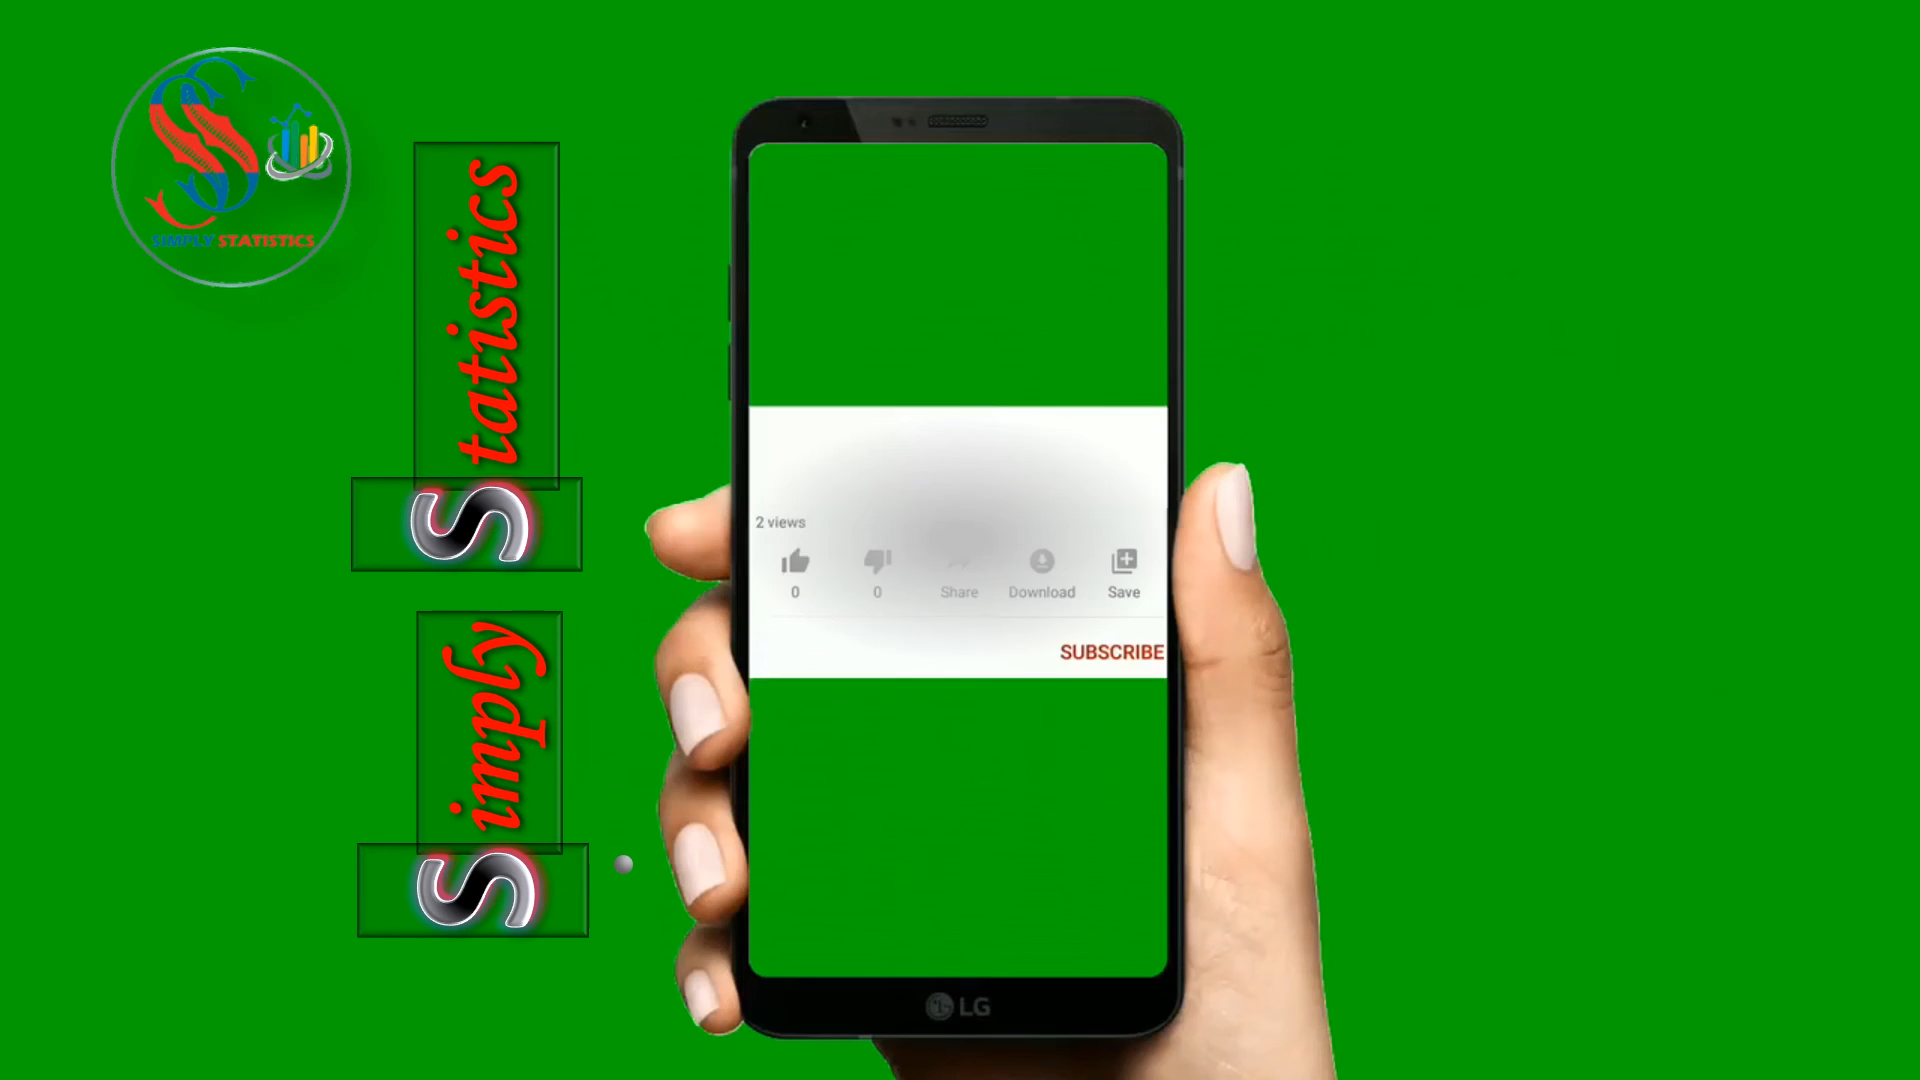 SIMPLY STATISTICS
Simply Statistics
2 views
0 0 Share Download Save
SUBSCRIBE
LG